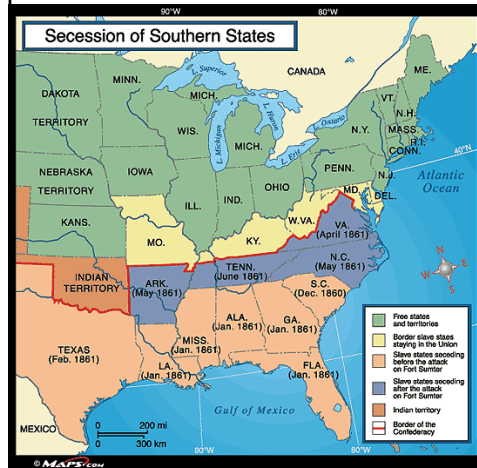 90°W
80°W
Secession of Southern States
CANADA
L. Superior
ME.
MINN.
DAKOTA
TERRITORY
MICH.
VT.
N.H.
WIS.
L. Huron
L. Ontario
N.Y.
MASS.
R.I.
CONN.
L. Michigan
MICH.
L. Erie
40°N
NEBRASKA
TERRITORY
IOWA
PENN.
N.J.
Atlantic
Ocean
ILL.
IND.
OHIO
MD.
DEL.
KANS.
W.VA.
VA.
(April 1861)
MO.
KY.
N
W
E
S
INDIAN
TERRITORY
ARK.
(May 1861)
TENN.
(June 1861)
N.C.
(May 1861)
S.C.
(Dec. 1860)
ALA.
(Jan. 1861)
GA.
(Jan. 1861)
MISS.
(Jan. 1861)
TEXAS
(Feb. 1861)
LA.
(Jan. 1861)
FLA.
(Jan. 1861)
Free states
and territories
Border slave states
staying in the Union
Slave states seceding
before the attack
on Fort Sumter
Slave states seceding
after the attack
on Fort Sumter
Indian territory
Border of the
Confederacy
Gulf of Mexico
MEXICO
0 200 mi
0 300 km
90°W
80°W
©MAPS.COM